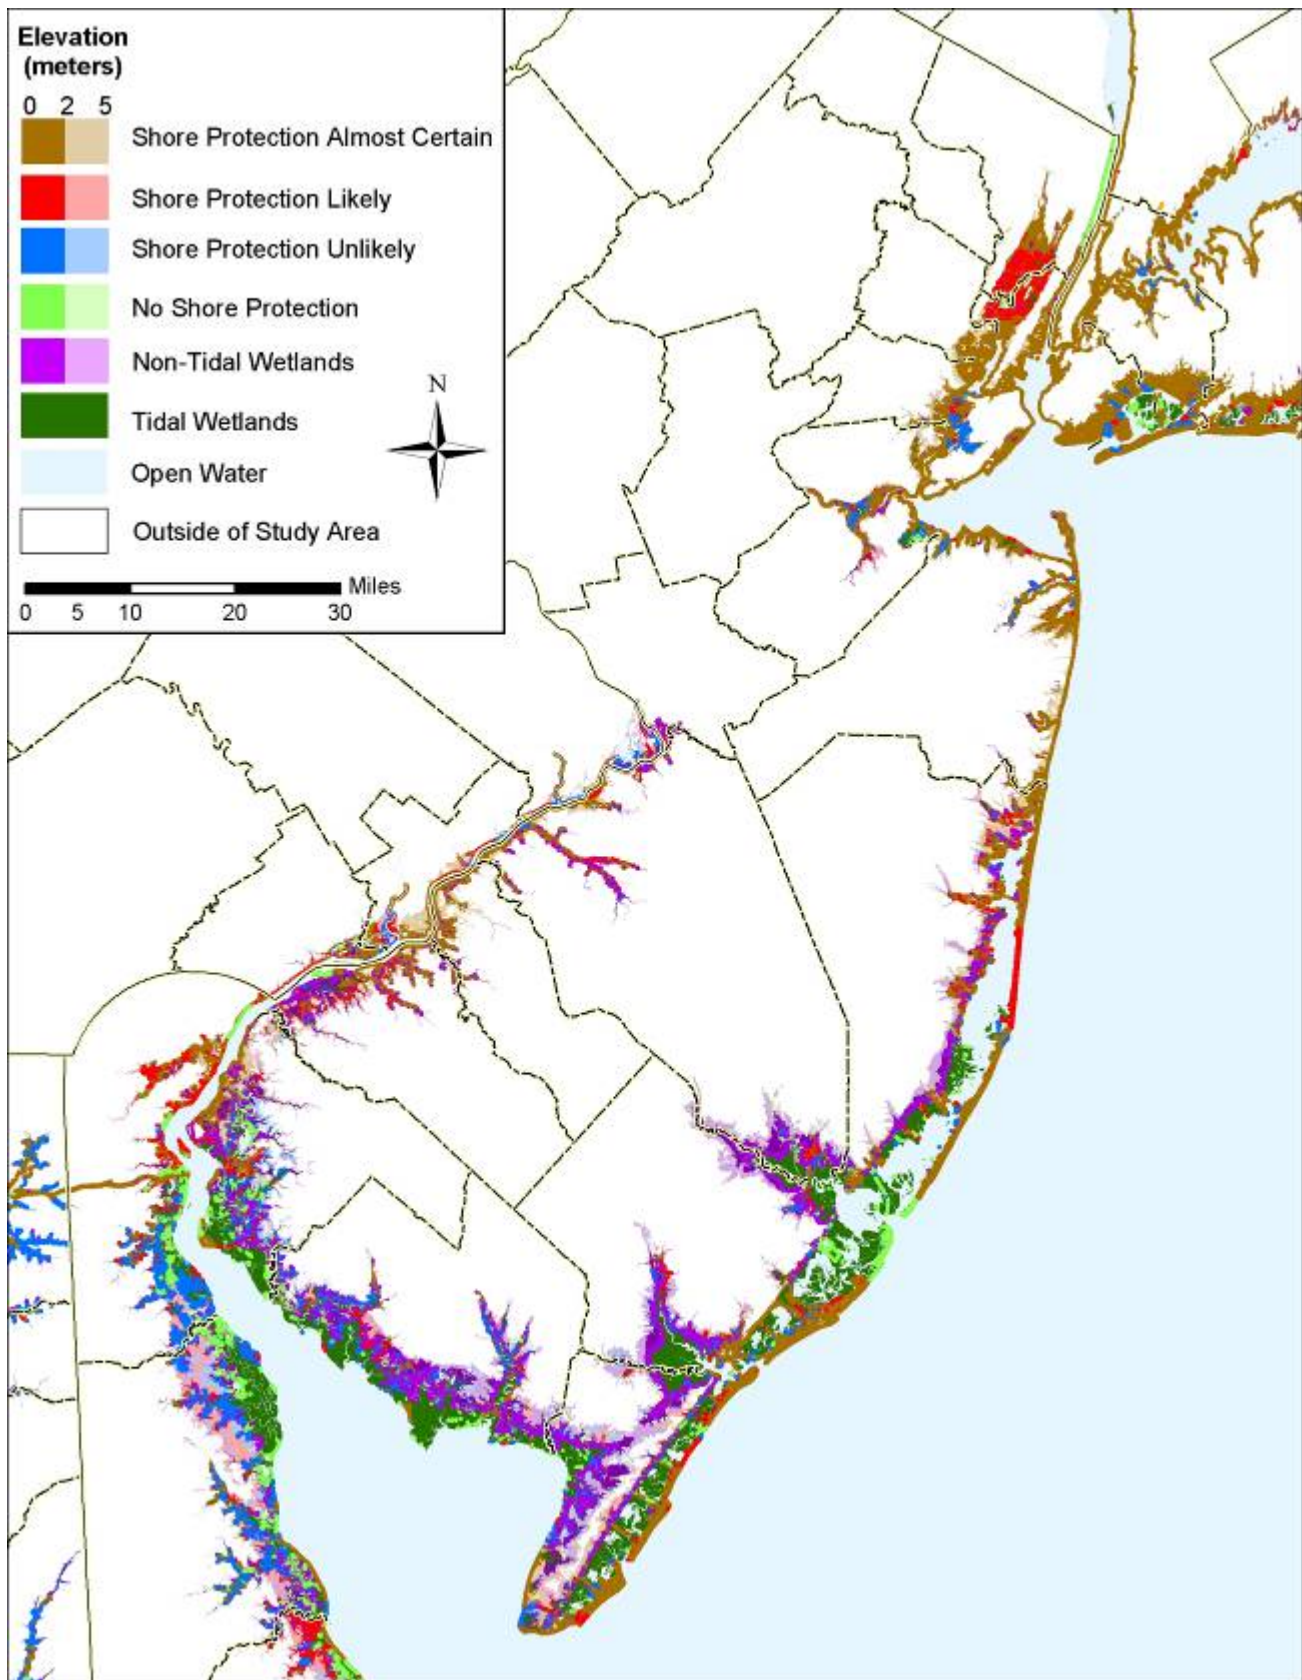 Elevation
(meters)
0 2 5
Shore Protection Almost Certain
Shore Protection Likely
Shore Protection Unlikely
No Shore Protection
Non-Tidal Wetlands
Tidal Wetlands
N
Open Water
Outside of Study Area
Miles
0 5 10 20 30